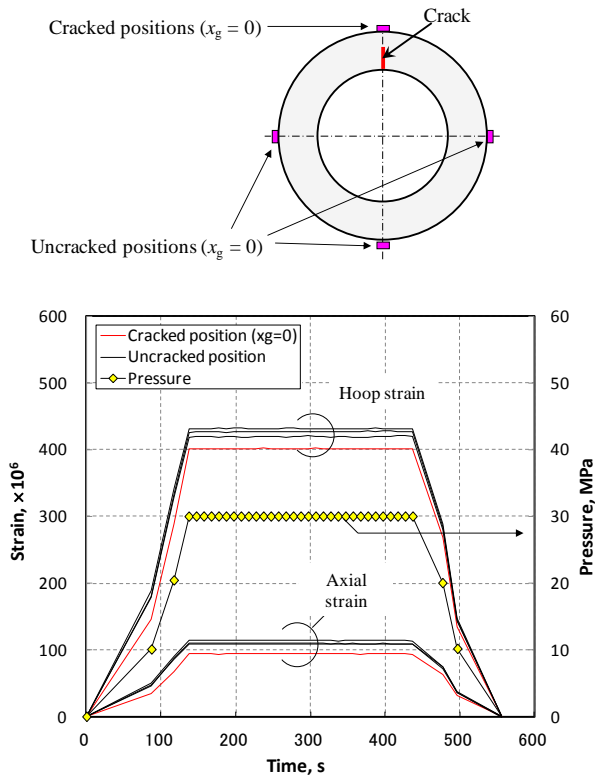 Crack
Cracked positions (xg = 0)
Uncracked positions (xg = 0)
Cracked position (xg=0)
Uncracked position
Pressure
Hoop strain
Axial
strain
Strain, ×10⁶
600
500
400
300
200
100
0
Pressure, MPa
60
50
40
30
20
10
0
0 100 200 300 400 500 600
Time, s